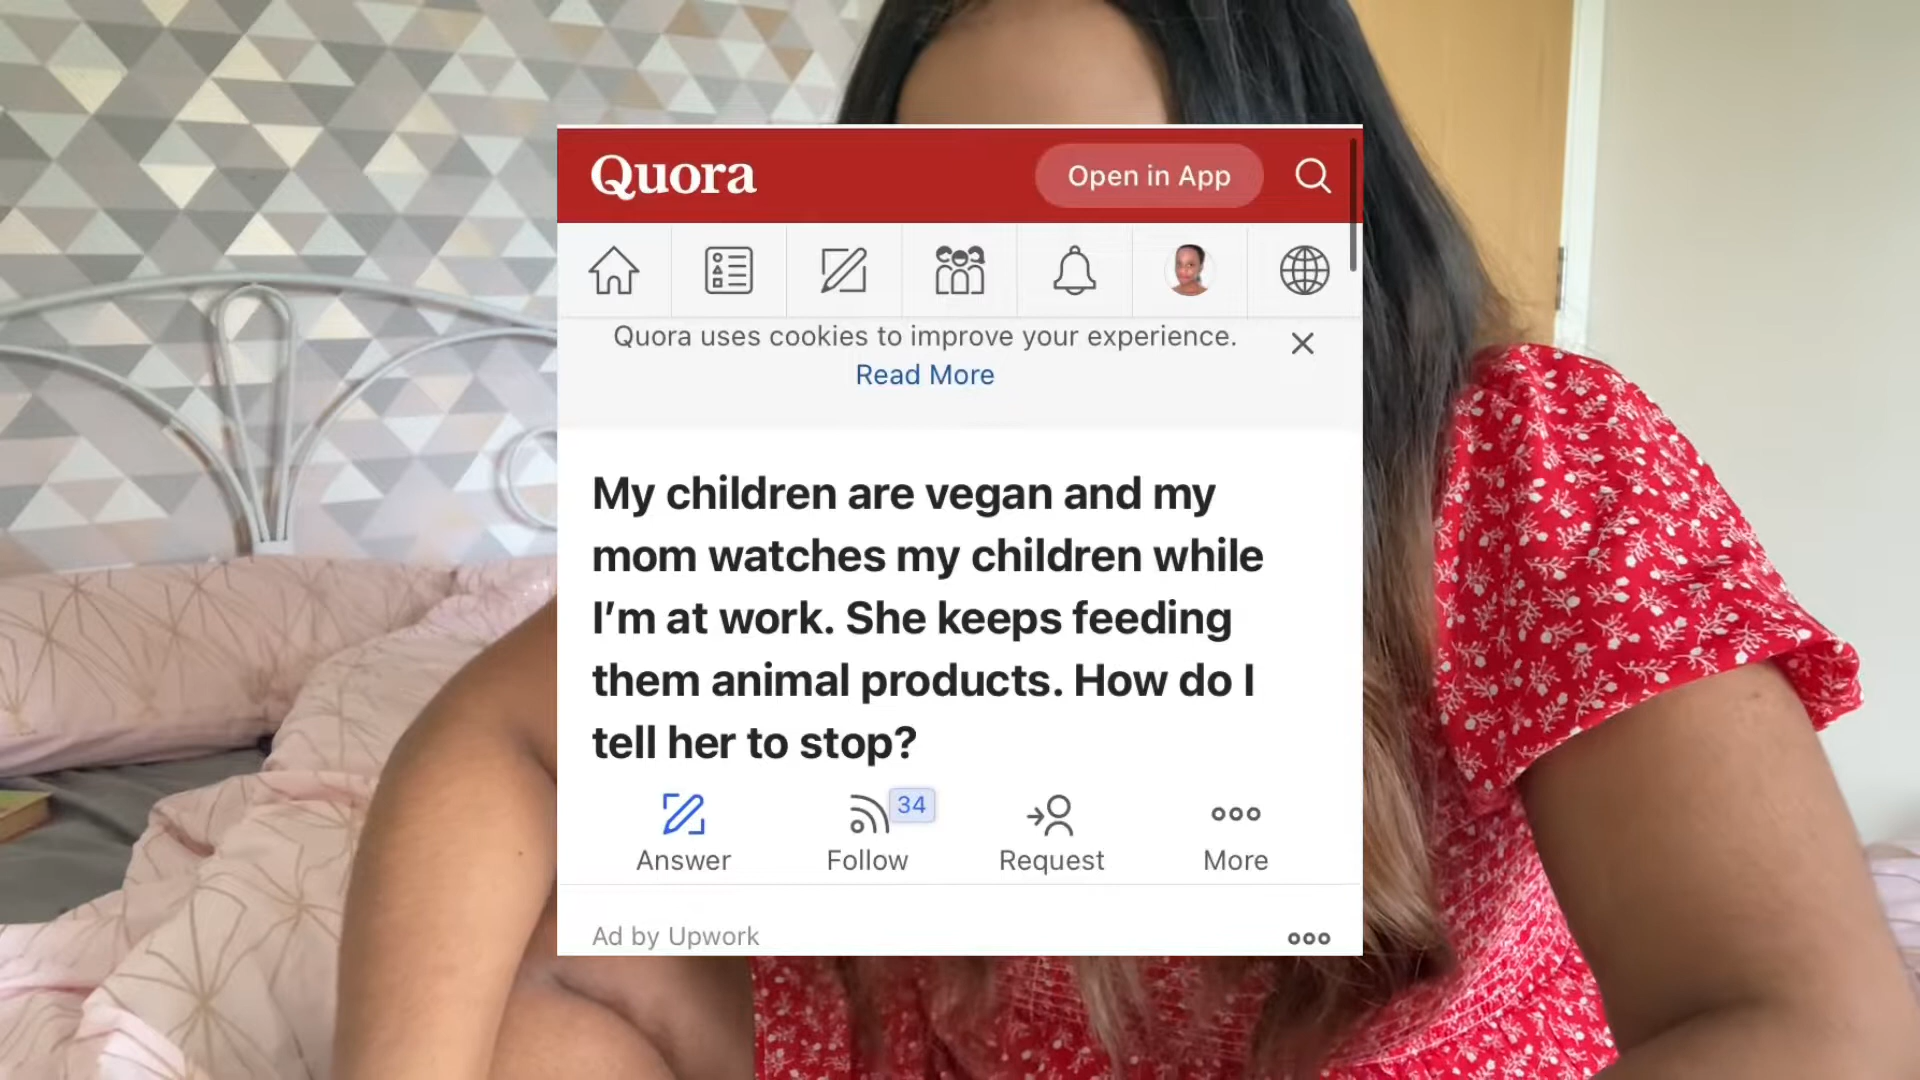 Quora
Open in App
Quora uses cookies to improve your experience.
Read More
My children are vegan and my
mom watches my children while
I’m at work. She keeps feeding
them animal products. How do I
tell her to stop?
34
Answer
Follow
Request
More
Ad by Upwork